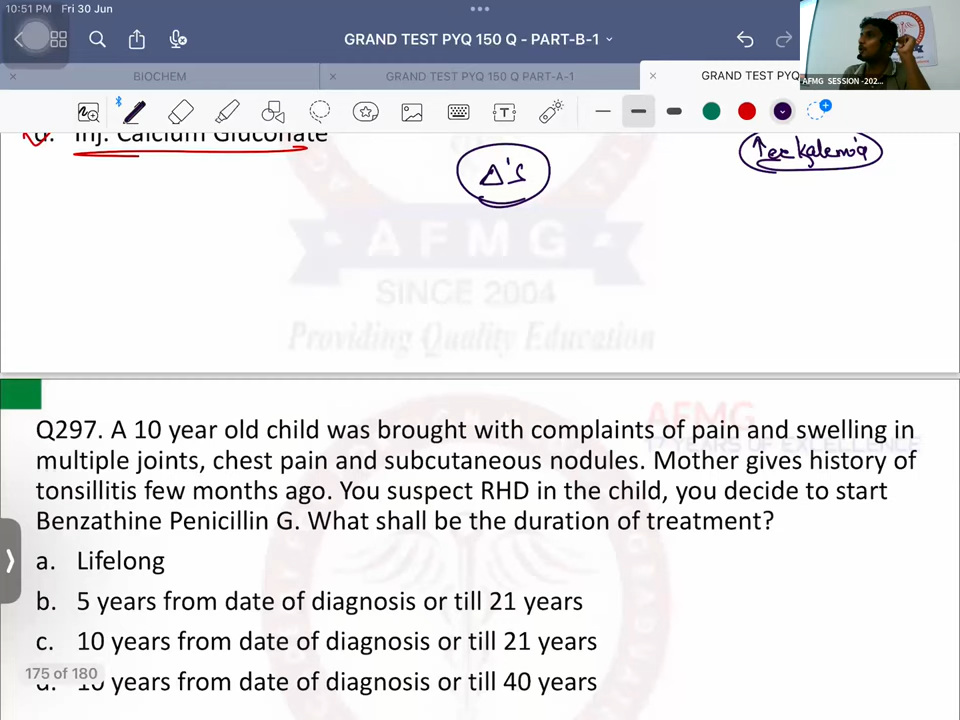 10:51 PM Fri 30 Jun
GRAND TEST PYQ 150 Q - PART-B-1
BIOCHEM
GRAND TEST PYQ 150 Q PART-A-1
GRAND TEST PYQ
AFMG SESSION -202...
d. Inj. Calcium Gluconate
Δ's
AFMG
SINCE 2004
Providing Quality Education
AFMG
17 YEARS OF EXCELLENCE
Q297. A 10 year old child was brought with complaints of pain and swelling in
multiple joints, chest pain and subcutaneous nodules. Mother gives history of
tonsillitis few months ago. You suspect RHD in the child, you decide to start
Benzathine Penicillin G. What shall be the duration of treatment?
a. Lifelong
b. 5 years from date of diagnosis or till 21 years
c. 10 years from date of diagnosis or till 21 years
d. 10 years from date of diagnosis or till 40 years
175 of 180